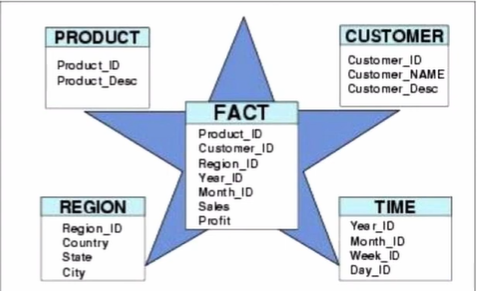 PRODUCT
Product_ID
Product_Desc
CUSTOMER
Customer_ID
Customer_NAME
Customer_Desc
FACT
Product_ID
Customer_ID
Region_ID
Year_ID
Month_ID
Sales
Profit
REGION
Region_ID
Country
State
City
TIME
Year_ID
Month_ID
Week_ID
Day_ID